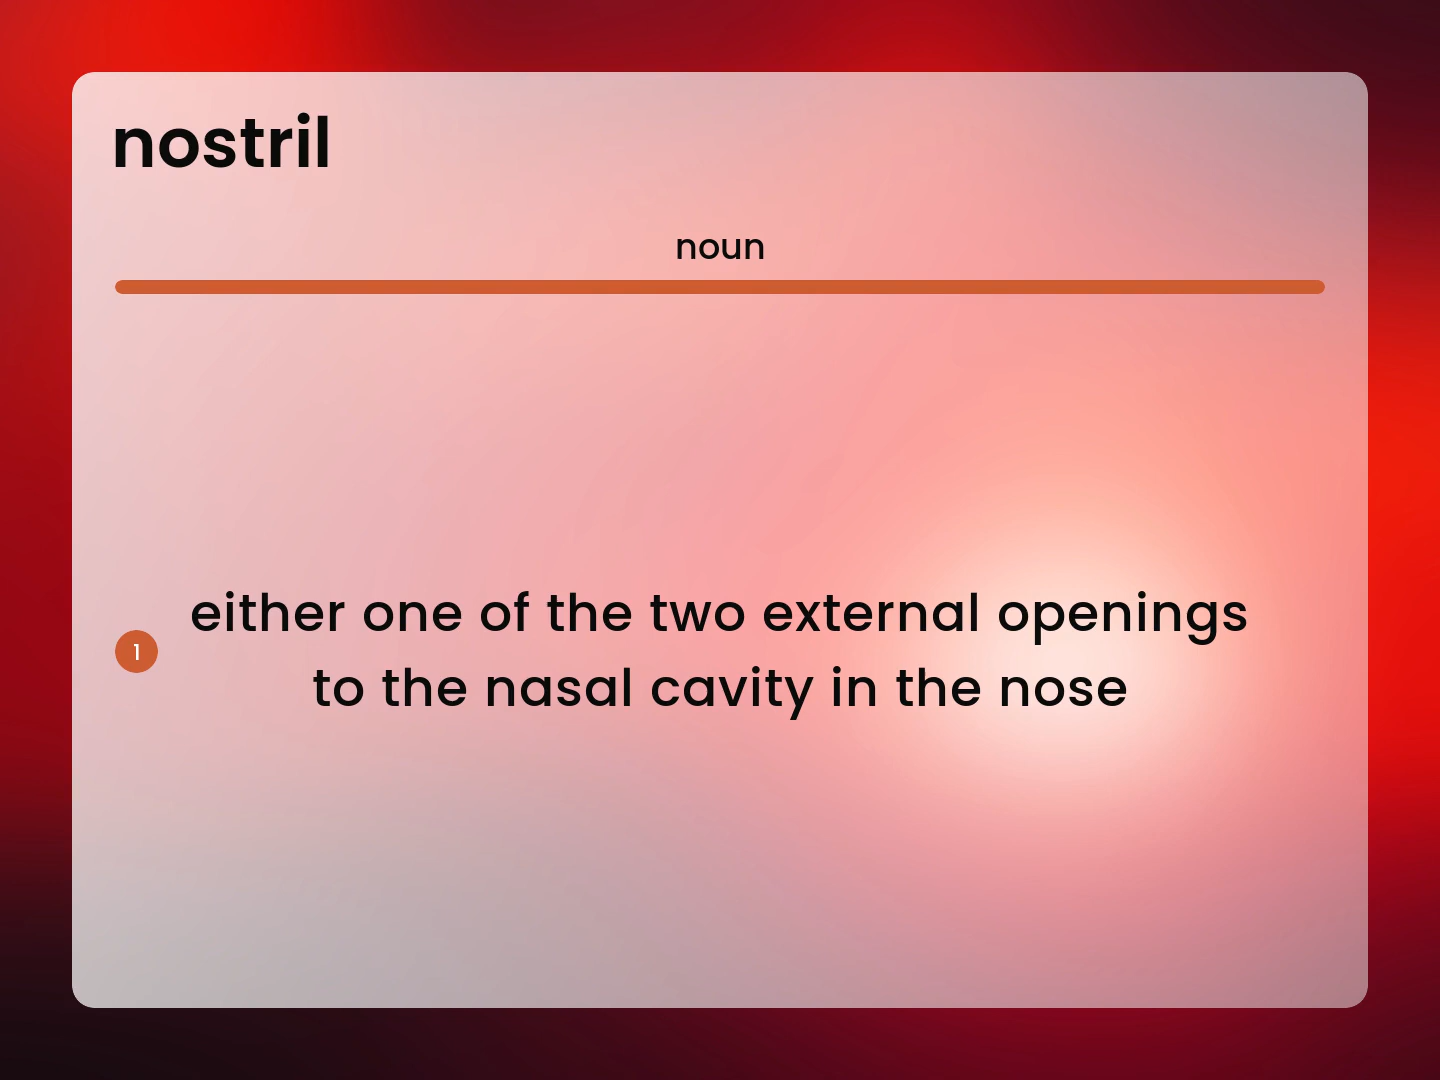 nostril
noun
1
either one of the two external openings
to the nasal cavity in the nose